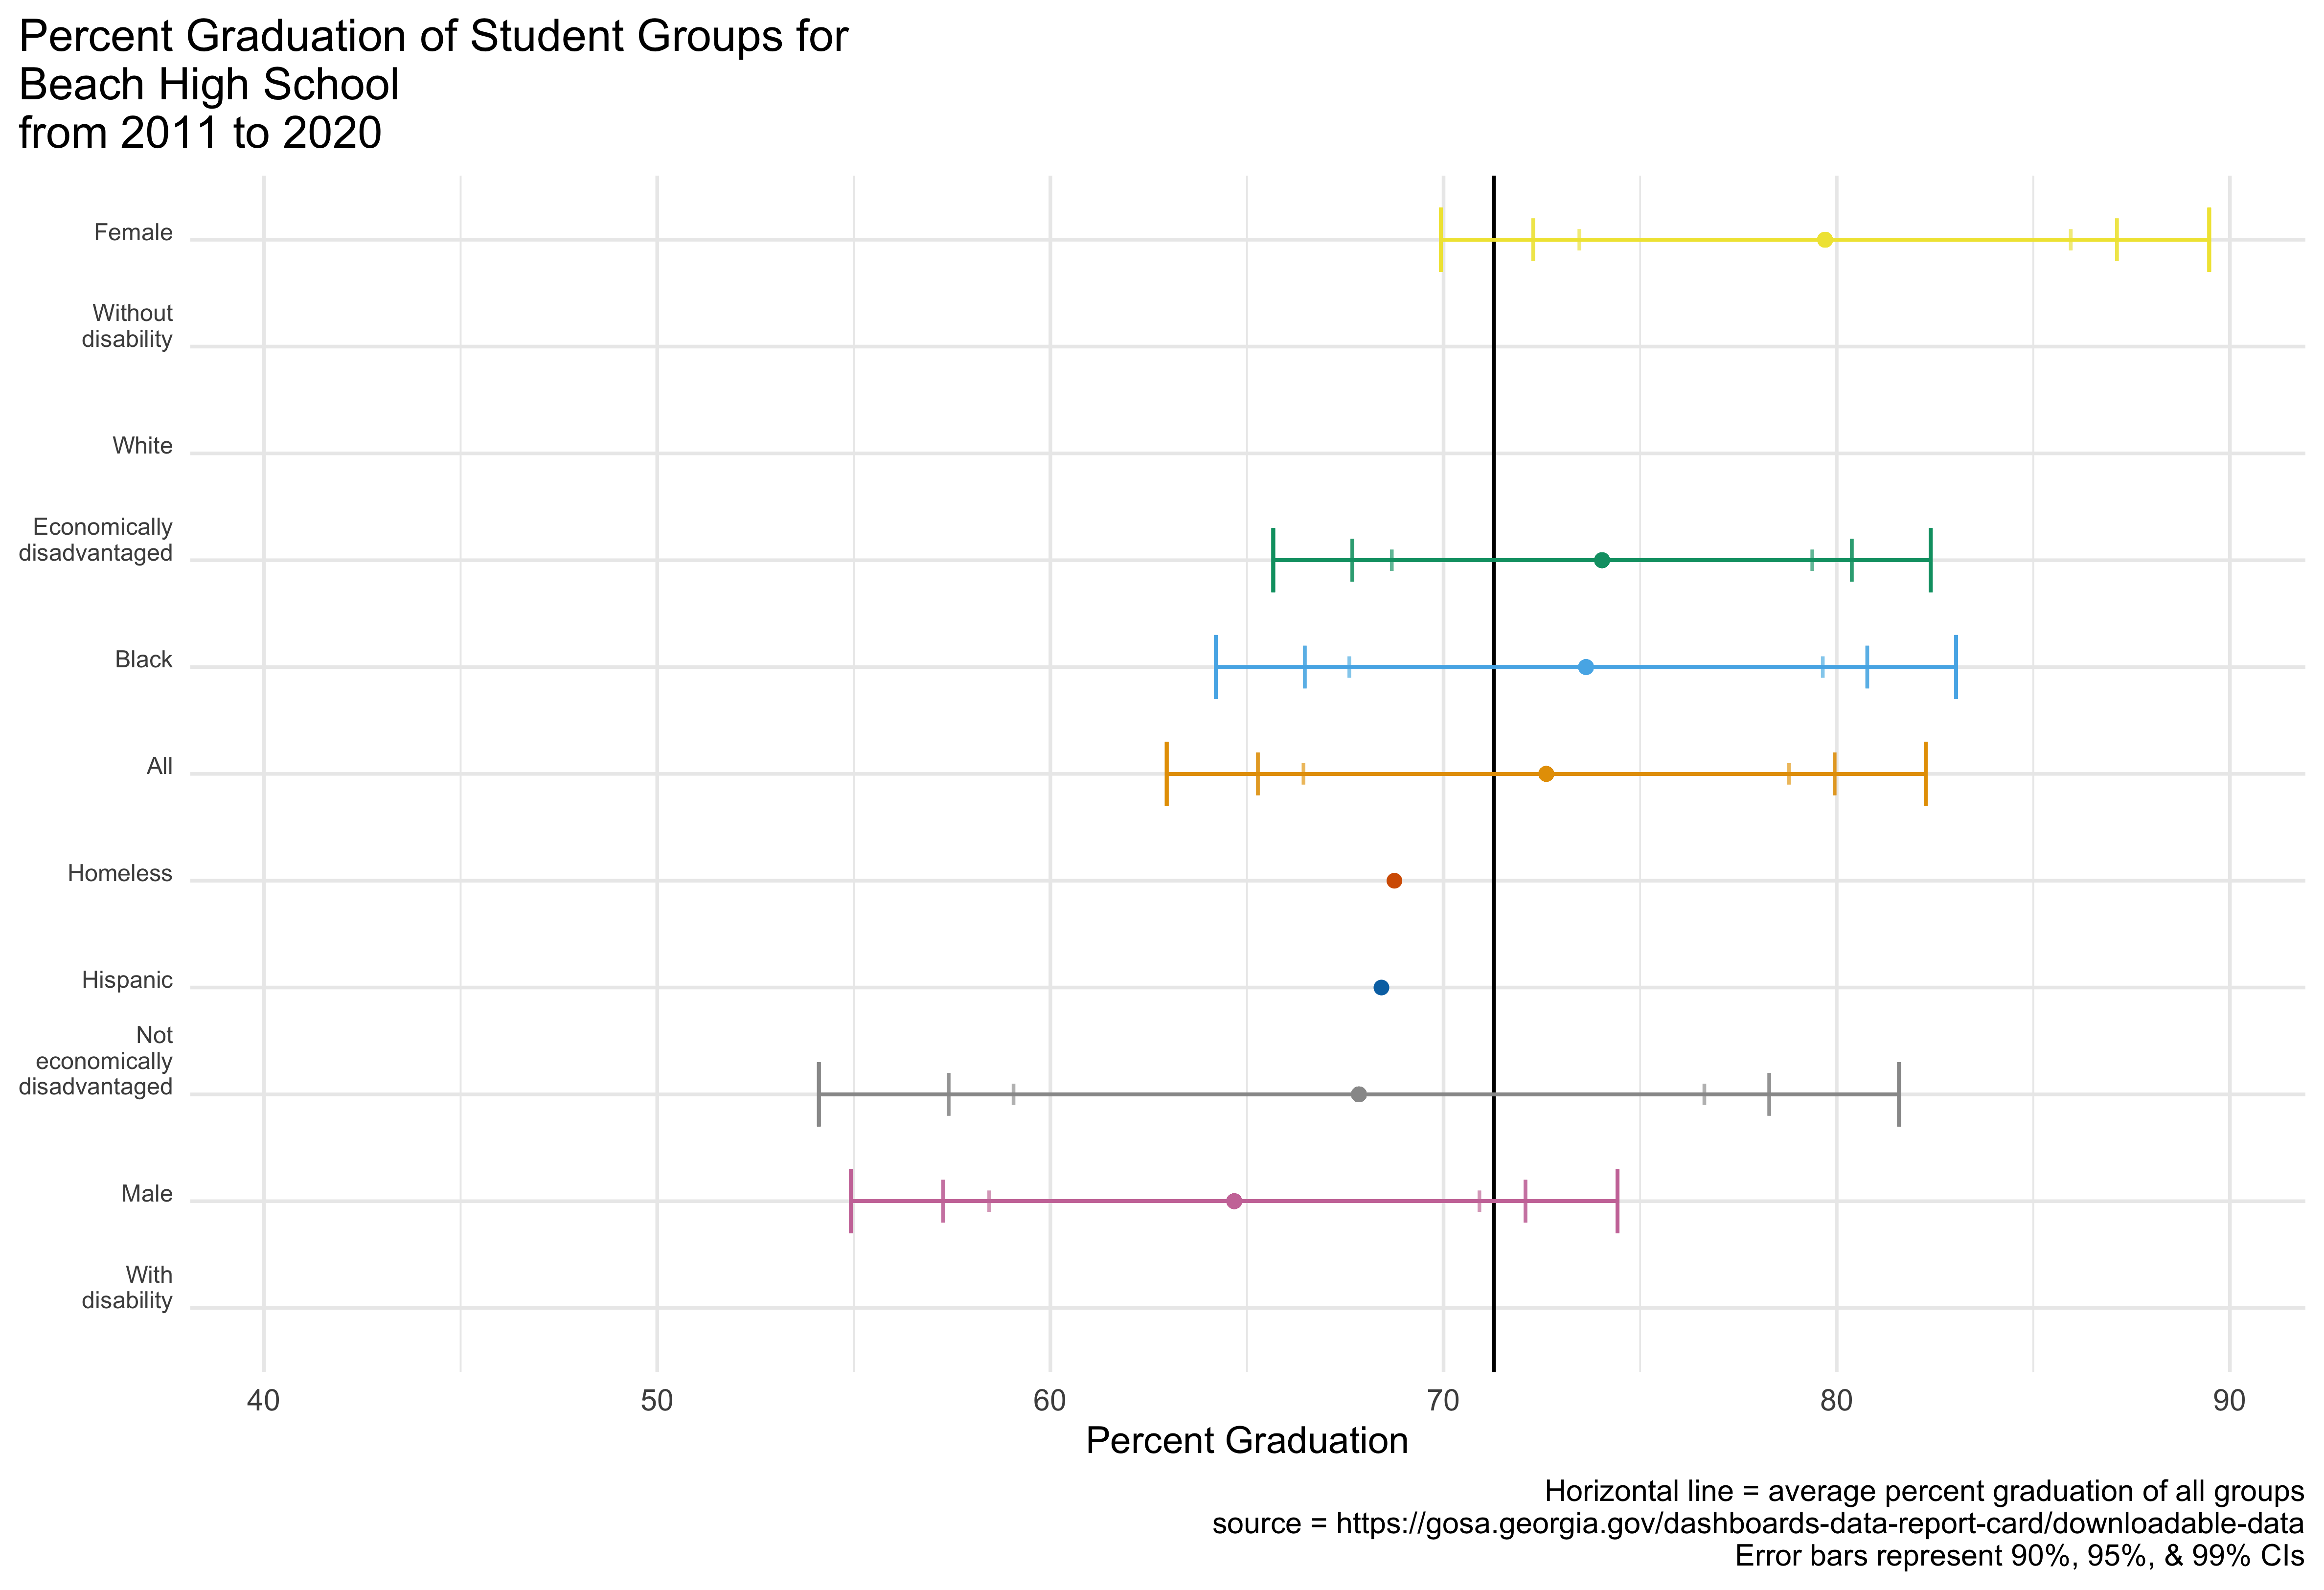 Percent Graduation of Student Groups for
Beach High School
from 2011 to 2020
Female
Without
disability
White
Economically
disadvantaged
Black
All
Homeless
Hispanic
Not
economically
disadvantaged
Male
With
disability
40 50 60 70 80 90
Percent Graduation
Horizontal line = average percent graduation of all groups
source = https://gosa.georgia.gov/dashboards-data-report-card/downloadable-data
Error bars represent 90%, 95%, & 99% CIs